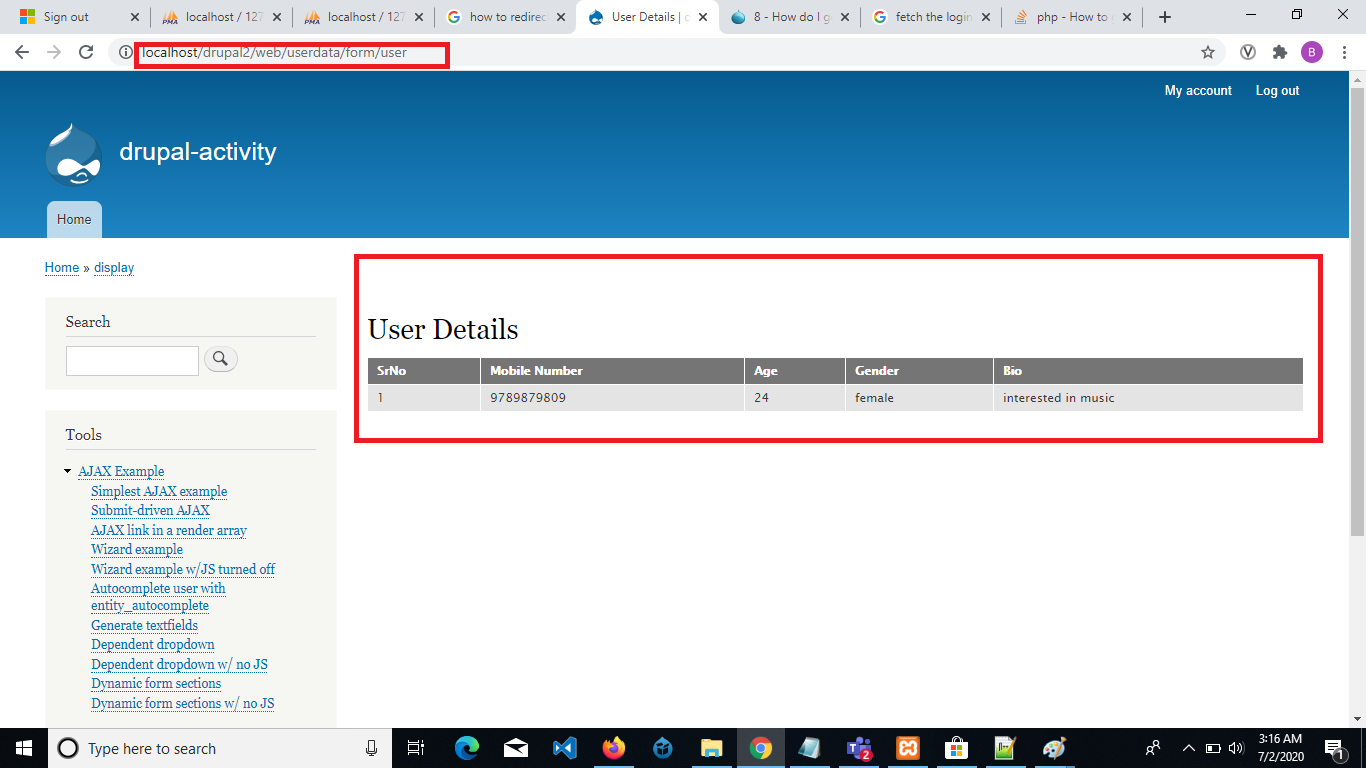 Sign out
localhost / 127
localhost / 127
how to redirec
User Details | d
8 - How do I g
fetch the login
php - How to
localhost/drupal2/web/userdata/form/user
B
My account
Log out
drupal-activity
Home
Home » display
Search
Tools
AJAX Example
Simplest AJAX example
Submit-driven AJAX
AJAX link in a render array
Wizard example
Wizard example w/JS turned off
Autocomplete user with
entity_autocomplete
Generate textfields
Dependent dropdown
Dependent dropdown w/ no JS
Dynamic form sections
Dynamic form sections w/ no JS
User Details
SrNo Mobile Number Age Gender Bio
1 9789879809 24 female interested in music
Type here to search
2
3:16 AM
7/2/2020
1